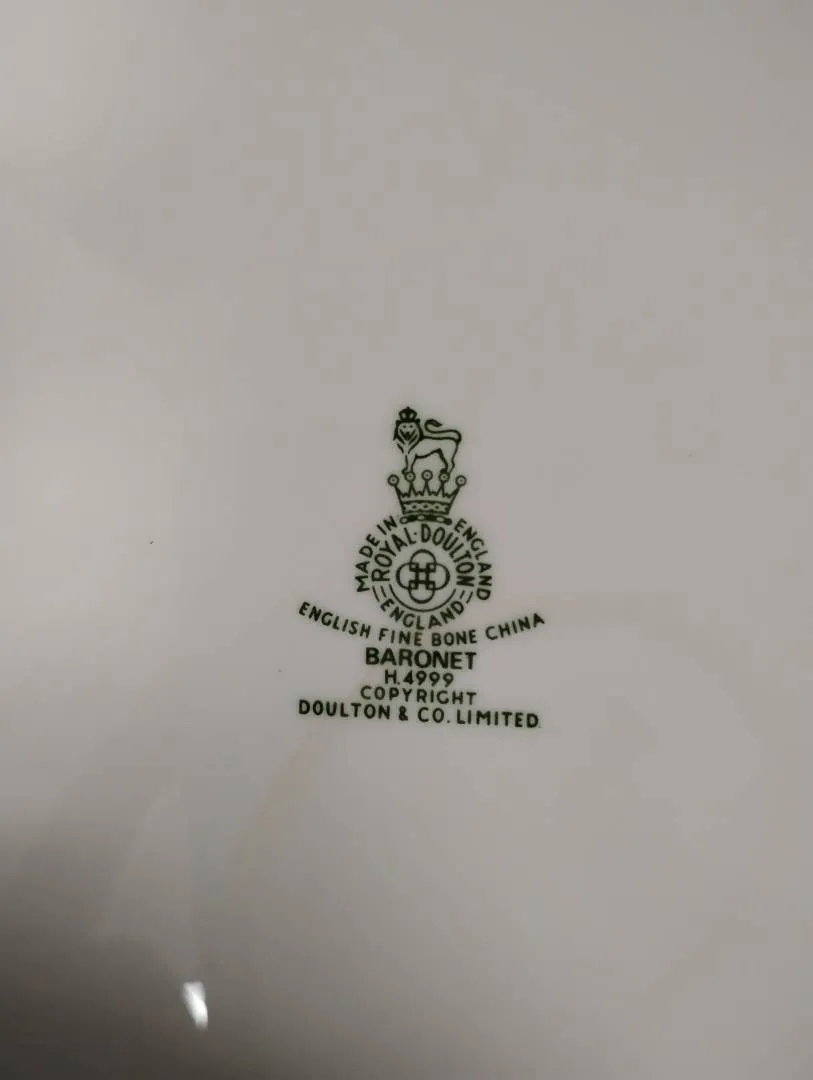 MADE IN ENGLAND
ROYAL·DOULTON
ENGLAND
ENGLISH FINE BONE CHINA
BARONET
H.4999
COPYRIGHT
DOULTON & CO. LIMITED.